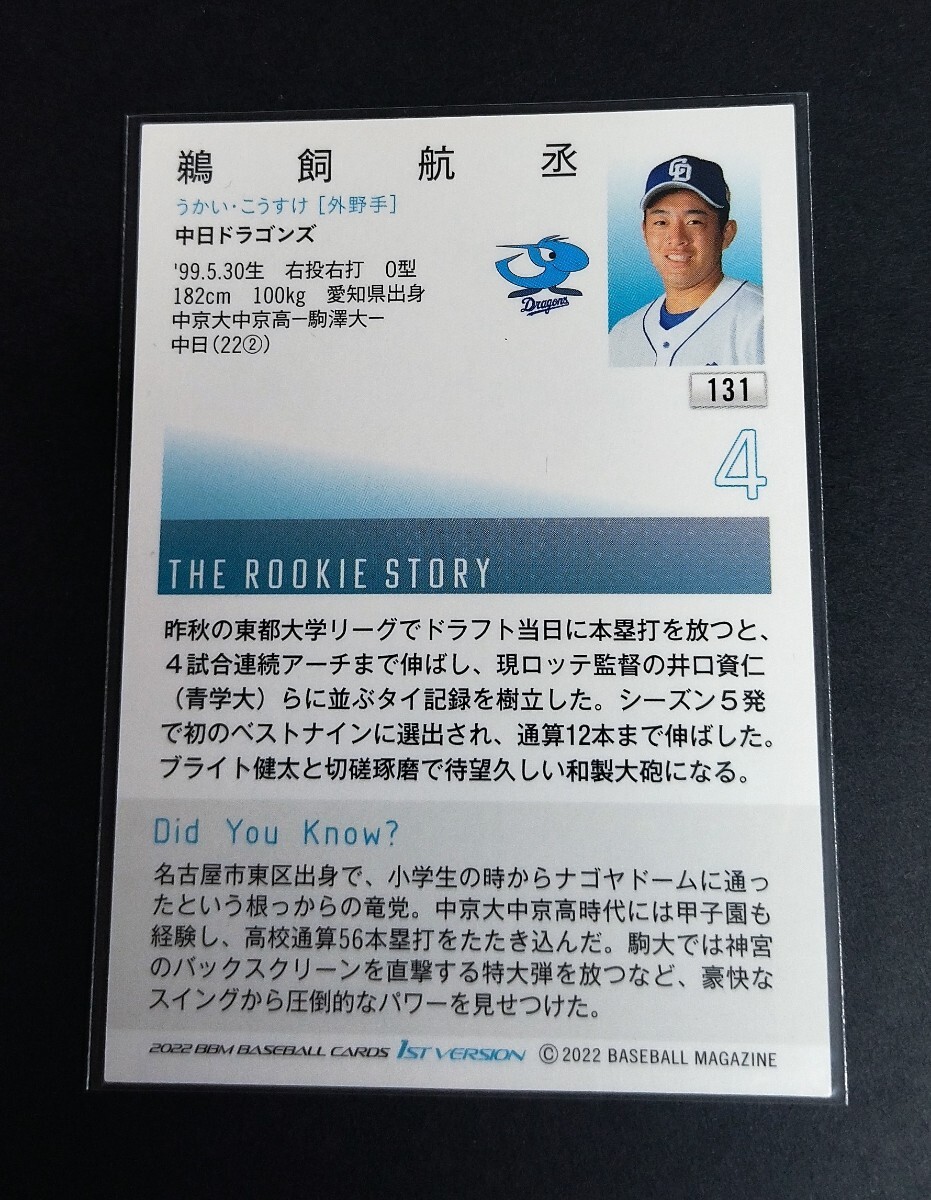 鵜飼航丞
うかい・こうすけ［外野手］
中日ドラゴンズ
'99.5.30生　右投右打　O型
182cm　100kg　愛知県出身
中京大中京高ー駒澤大ー
中日(22②)
CD
Dragons
131
4
THE ROOKIE STORY
昨秋の東都大学リーグでドラフト当日に本塁打を放つと、
４試合連続アーチまで伸ばし、現ロッテ監督の井口資仁
（青学大）らに並ぶタイ記録を樹立した。シーズン５発
で初のベストナインに選出され、通算12本まで伸ばした。
ブライト健太と切磋琢磨で待望久しい和製大砲になる。
Did You Know?
名古屋市東区出身で、小学生の時からナゴヤドームに通っ
たという根っからの竜党。中京大中京高時代には甲子園も
経験し、高校通算56本塁打をたたき込んだ。駒大では神宮
のバックスクリーンを直撃する特大弾を放つなど、豪快な
スイングから圧倒的なパワーを見せつけた。
2022 BBM BASEBALL CARDS 1ST VERSION ©2022 BASEBALL MAGAZINE